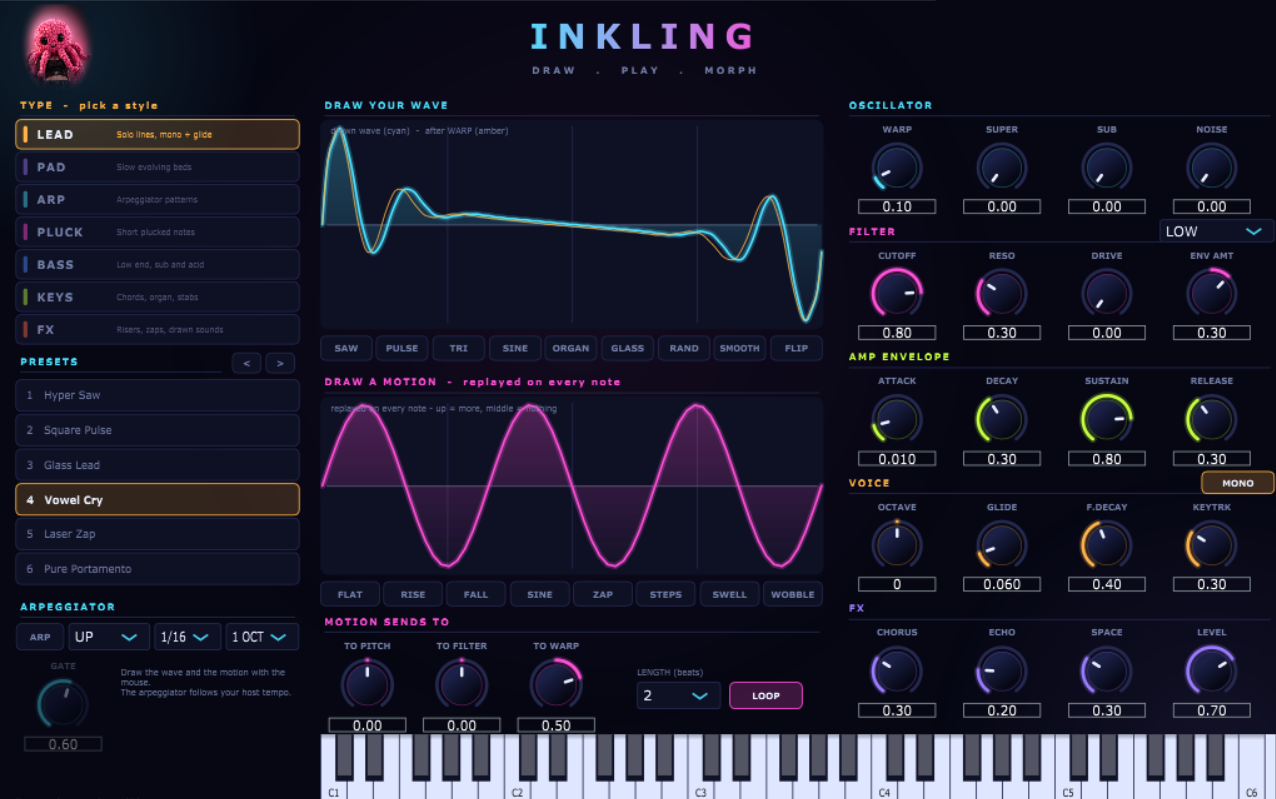 INKLING
DRAW . PLAY . MORPH
TYPE - pick a style
LEAD Solo lines, mono + glide
PAD Slow evolving beds
ARP Arpeggiator patterns
PLUCK Short plucked notes
BASS Low end, sub and acid
KEYS Chords, organ, stabs
FX Risers, zaps, drawn sounds
PRESETS < >
1 Hyper Saw
2 Square Pulse
3 Glass Lead
4 Vowel Cry
5 Laser Zap
6 Pure Portamento
ARPEGGIATOR
ARP UP 1/16 1 OCT
GATE
0.60
Draw the wave and the motion with the
mouse.
The arpeggiator follows your host tempo.
DRAW YOUR WAVE
drawn wave (cyan) - after WARP (amber)
SAW PULSE TRI SINE ORGAN GLASS RAND SMOOTH FLIP
DRAW A MOTION - replayed on every note
replayed on every note - up = more, middle = nothing
FLAT RISE FALL SINE ZAP STEPS SWELL WOBBLE
MOTION SENDS TO
TO PITCH TO FILTER TO WARP
0.00 0.00 0.50
LENGTH (beats)
2 LOOP
OSCILLATOR
WARP SUPER SUB NOISE
0.10 0.00 0.00 0.00
FILTER LOW
CUTOFF RESO DRIVE ENV AMT
0.80 0.30 0.00 0.30
AMP ENVELOPE
ATTACK DECAY SUSTAIN RELEASE
0.010 0.30 0.80 0.30
VOICE MONO
OCTAVE GLIDE F.DECAY KEYTRK
0 0.060 0.40 0.30
FX
CHORUS ECHO SPACE LEVEL
0.30 0.20 0.30 0.70
C1 C2 C3 C4 C5 C6